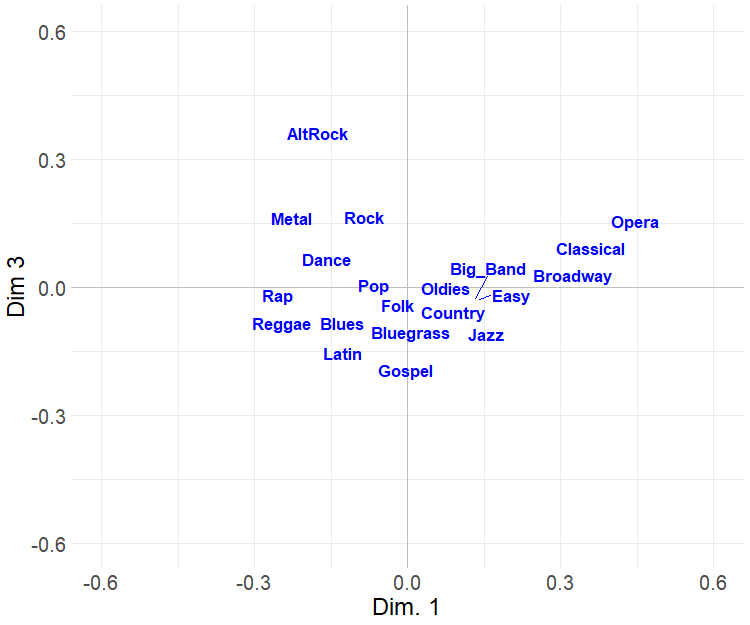 0.6
AltRock
0.3
Metal
Rock
Opera
Classical
Dance
Big_Band
Broadway
Pop
Oldies
0.0
Rap
Easy
Folk
Country
Reggae
Blues
Bluegrass
Jazz
Latin
Gospel
-0.3
-0.6
Dim 3
-0.6
-0.3
0.0
0.3
0.6
Dim. 1